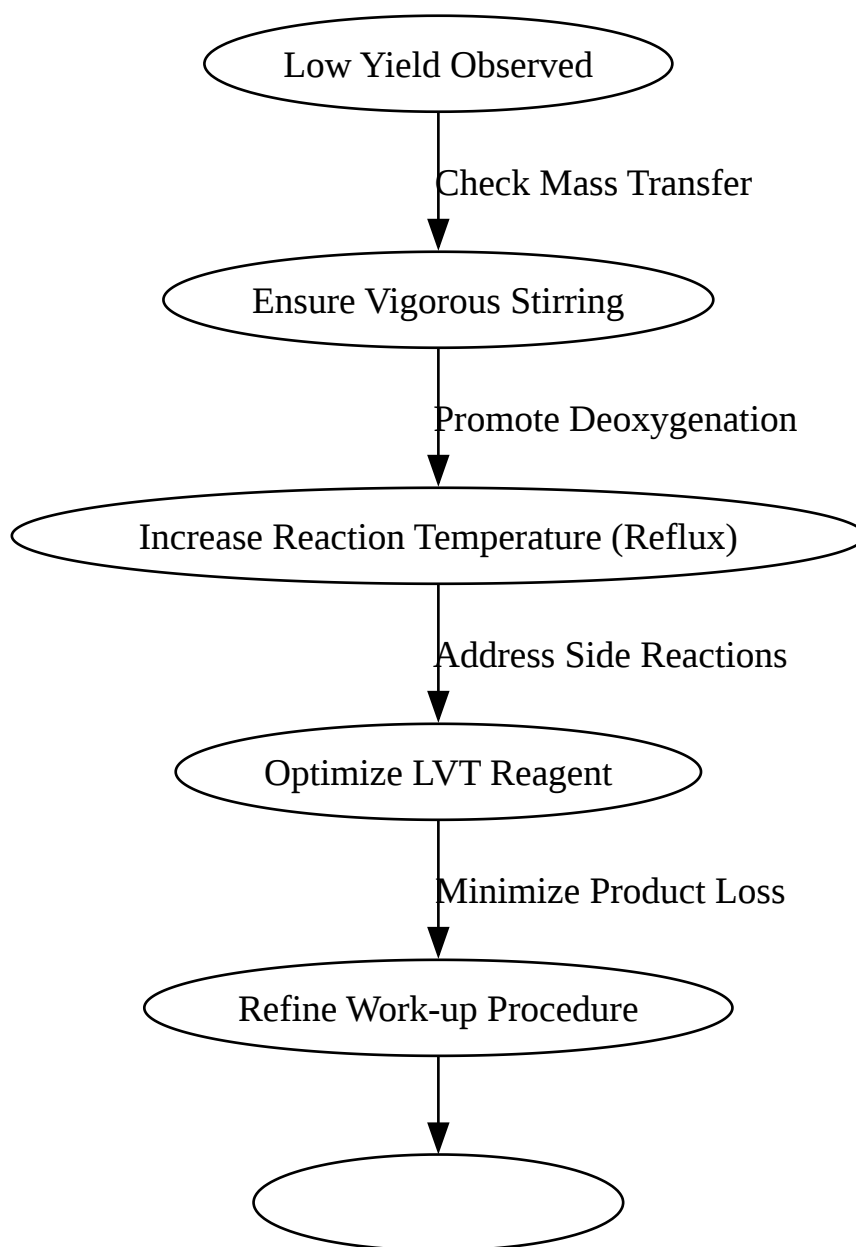 Low Yield Observed
Check Mass Transfer
Ensure Vigorous Stirring
Promote Deoxygenation
Increase Reaction Temperature (Reflux)
Address Side Reactions
Optimize LVT Reagent
Minimize Product Loss
Refine Work-up Procedure